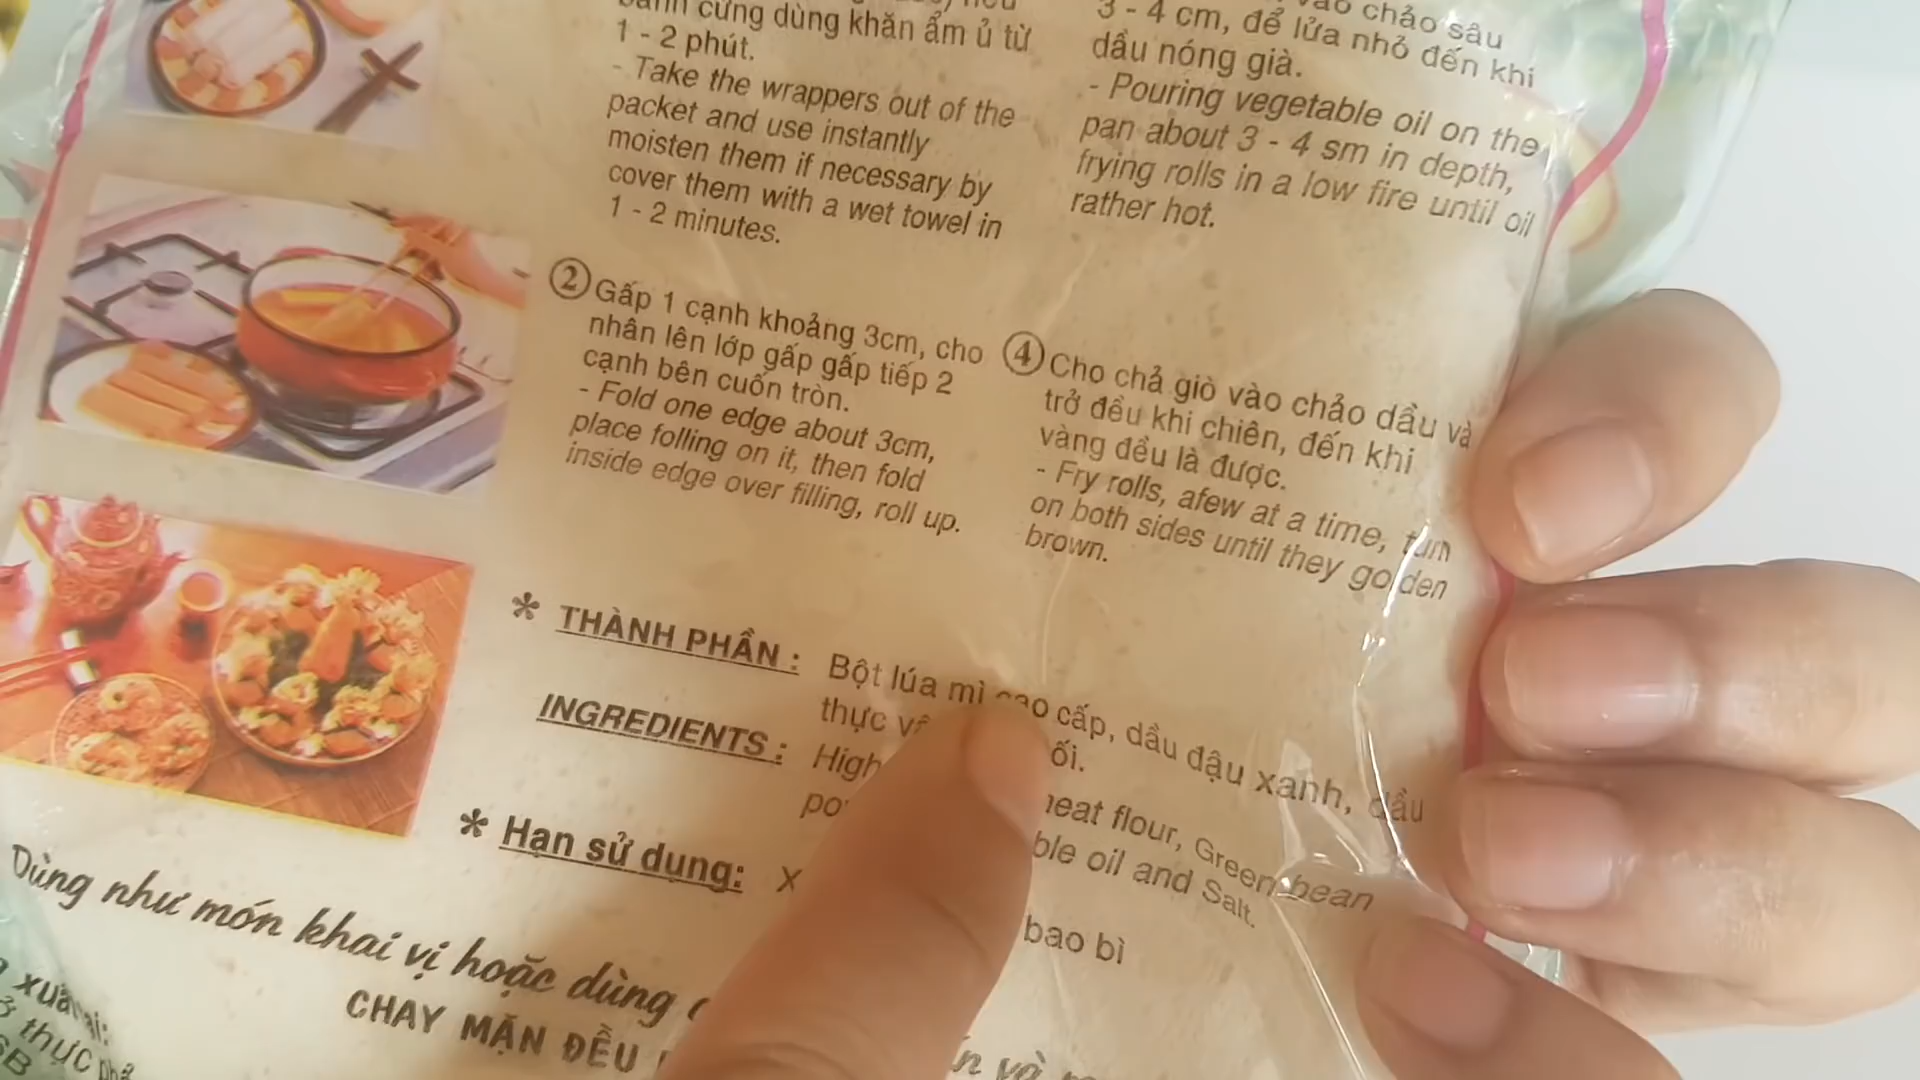 bánh cứng dùng khăn ẩm ủ từ
1 - 2 phút.
- Take the wrappers out of the
packet and use instantly
moisten them if necessary by
cover them with a wet towel in
1 - 2 minutes.
② Gấp 1 cạnh khoảng 3cm, cho
nhân lên lớp gấp gấp tiếp 2
cạnh bên cuốn tròn.
- Fold one edge about 3cm,
place folling on it, then fold
inside edge over filling, roll up.
vào chảo sâu
3 - 4 cm, để lửa nhỏ đến khi
dầu nóng già.
- Pouring vegetable oil on the
pan about 3 - 4 sm in depth,
frying rolls in a low fire until oil
rather hot.
④ Cho chả giò vào chảo dầu và
trở đều khi chiên, đến khi
vàng đều là được.
- Fry rolls, afew at a time, turn
on both sides until they golden
brown.
* THÀNH PHẦN : Bột lúa mì cao cấp, dầu đậu xanh, dầu
thực ối.
INGREDIENTS : High heat flour, Green bean
ble oil and Salt.
* Hạn sử dụng: X bao bì
Dùng như món khai vị hoặc dùng
CHAY MẶN ĐỀU
thực